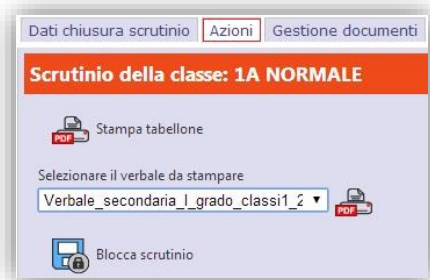 Dati chiusura scrutinio Azioni Gestione documenti
Scrutinio della classe: 1A NORMALE
PDF Stampa tabellone
Selezionare il verbale da stampare
Verbale_secondaria_I_grado_classi1_2 PDF
Blocca scrutinio